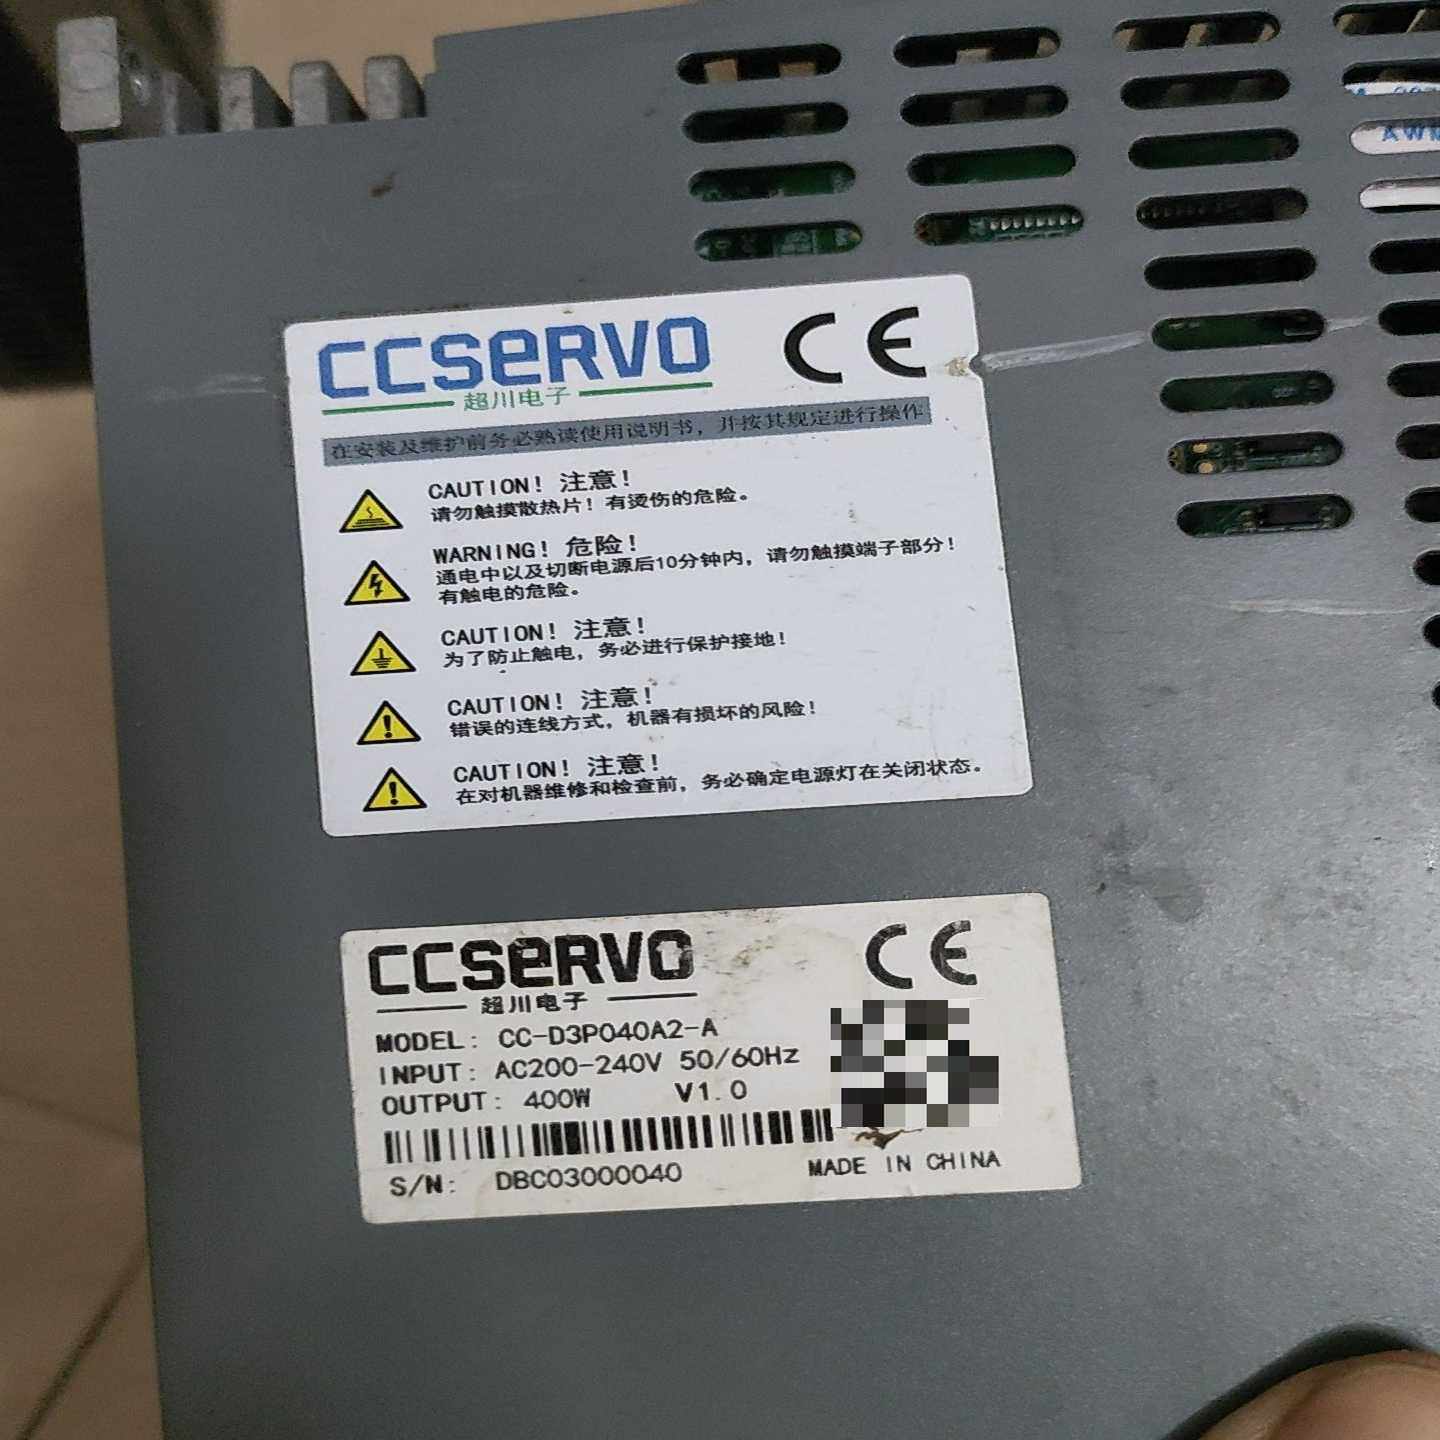 AWM
CCSERVO CE
超川电子
在安装及维护前务必熟读使用说明书，并按其规定进行操作
CAUTION! 注意!
请勿触摸散热片! 有烫伤的危险。
WARNING! 危险!
通电中以及切断电源后10分钟内，请勿触摸端子部分!
有触电的危险。
CAUTION! 注意!
为了防止触电，务必进行保护接地!
CAUTION! 注意!
错误的连线方式，机器有损坏的风险!
CAUTION! 注意!
在对机器维修和检查前，务必确定电源灯在关闭状态。
CCSERVO CE
超川电子
MODEL: CC-D3P040A2-A
INPUT: AC200-240V 50/60Hz
OUTPUT: 400W V1.0
S/N: DBC03000040 MADE IN CHINA